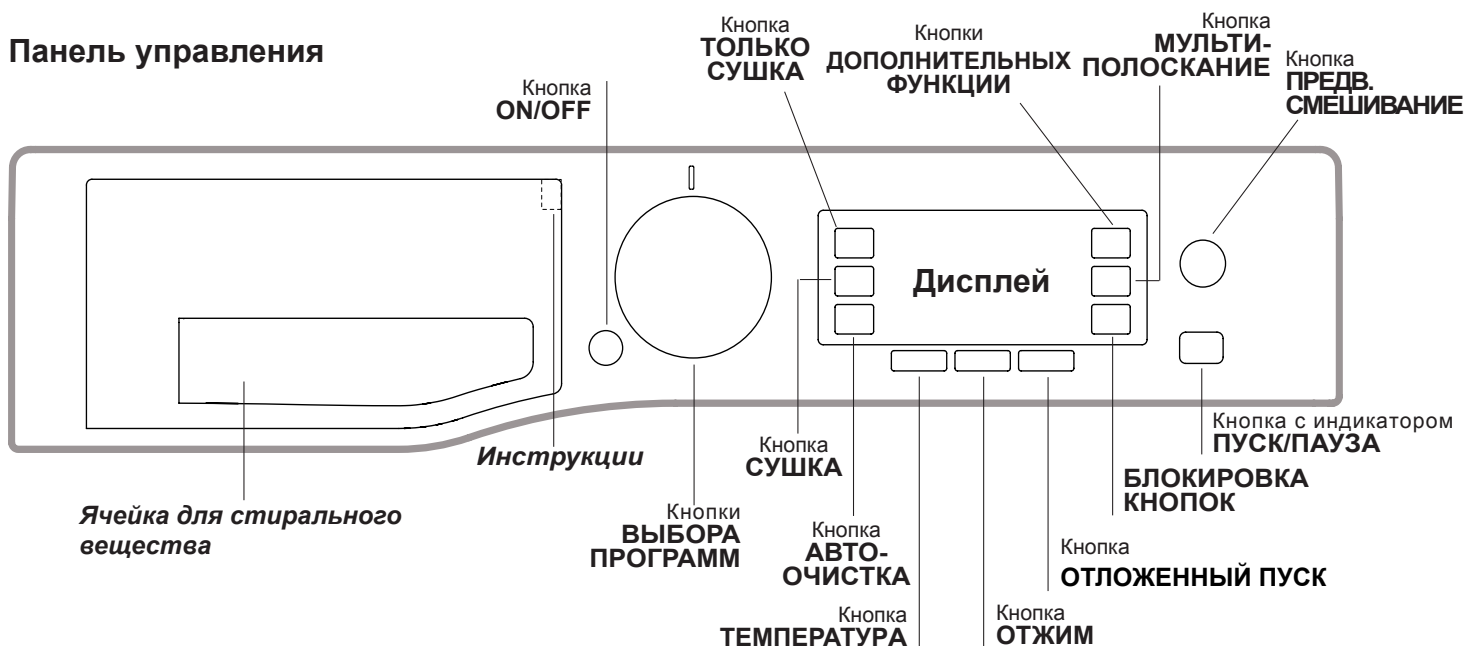 Панель управления
Кнопка
ON/OFF
Кнопка
ТОЛЬКО
СУШКА
Кнопки
ДОПОЛНИТЕЛЬНЫХ
ФУНКЦИИ
Кнопка
МУЛЬТИ-
ПОЛОСКАНИЕ
Кнопка
ПРЕДВ.
СМЕШИВАНИЕ
Дисплей
Ячейка для стирального
вещества
Инструкции
Кнопки
ВЫБОРА
ПРОГРАММ
Кнопка
СУШКА
Кнопка
АВТО-
ОЧИСТКА
Кнопка
ТЕМПЕРАТУРА
Кнопка
ОТЖИМ
Кнопка
ОТЛОЖЕННЫЙ ПУСК
БЛОКИРОВКА
КНОПОК
Кнопка с индикатором
ПУСК/ПАУЗА